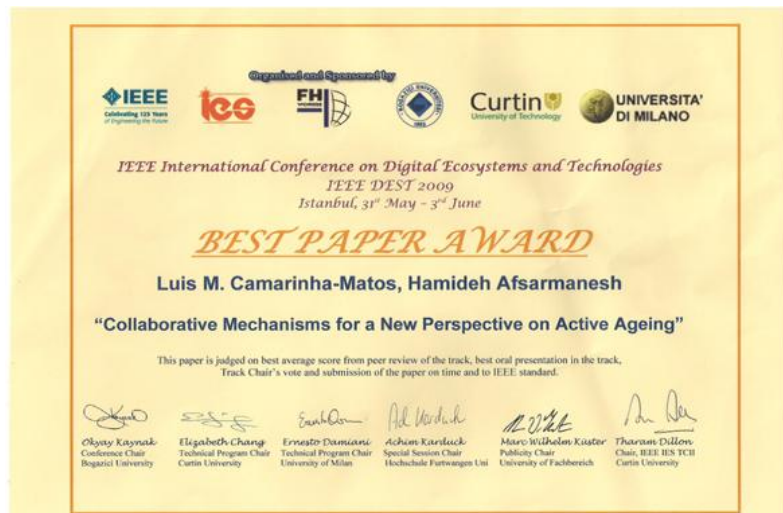 Organised and Sponsored by
IEEE
Celebrating 125 Years
of Engineering the Future
ies
FH
Curtin
University of Technology
UNIVERSITA'
DI MILANO
IEEE International Conference on Digital Ecosystems and Technologies
IEEE DEST 2009
Istanbul, 31st May – 3rd June
BEST PAPER AWARD
Luis M. Camarinha-Matos, Hamideh Afsarmanesh
“Collaborative Mechanisms for a New Perspective on Active Ageing”
This paper is judged on best average score from peer review of the track, best oral presentation in the track,
Track Chair's vote and submission of the paper on time and to IEEE standard.
Okyay Kaynak
Conference Chair
Bogazici University
Elizabeth Chang
Technical Program Chair
Curtin University
Ernesto Damiani
Technical Program Chair
University of Milan
Achim Karduck
Special Session Chair
Hochschule Furtwangen Uni
Marc Wilhelm Küster
Publicity Chair
University of Fachbereich
Tharam Dillon
Chair, IEEE IES TCII
Curtin University